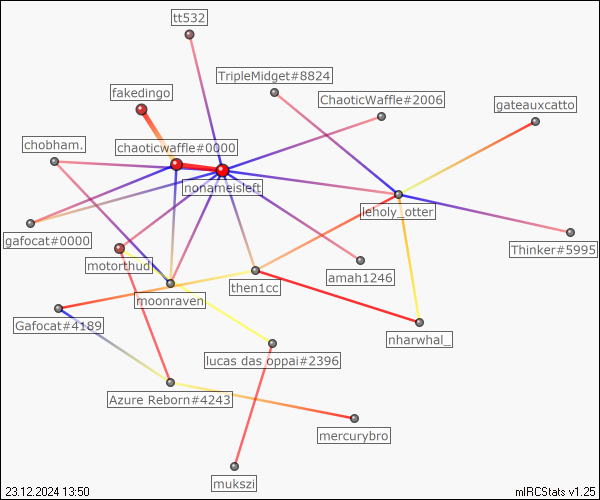 tt532
TripleMidget#8824
fakedingo
ChaoticWaffle#2006
gateauxcatto
chobham.
chaoticwaffle#0000
nonameisleft
leholy_otter
gafocat#0000
Thinker#5995
motorthud
amah1246
then1cc
moonraven
Gafocat#4189
nharwhal_
lucas das oppai#2396
Azure Reborn#4243
mercurybro
mukszi
23.12.2024 13:50
mIRCStats v1.25